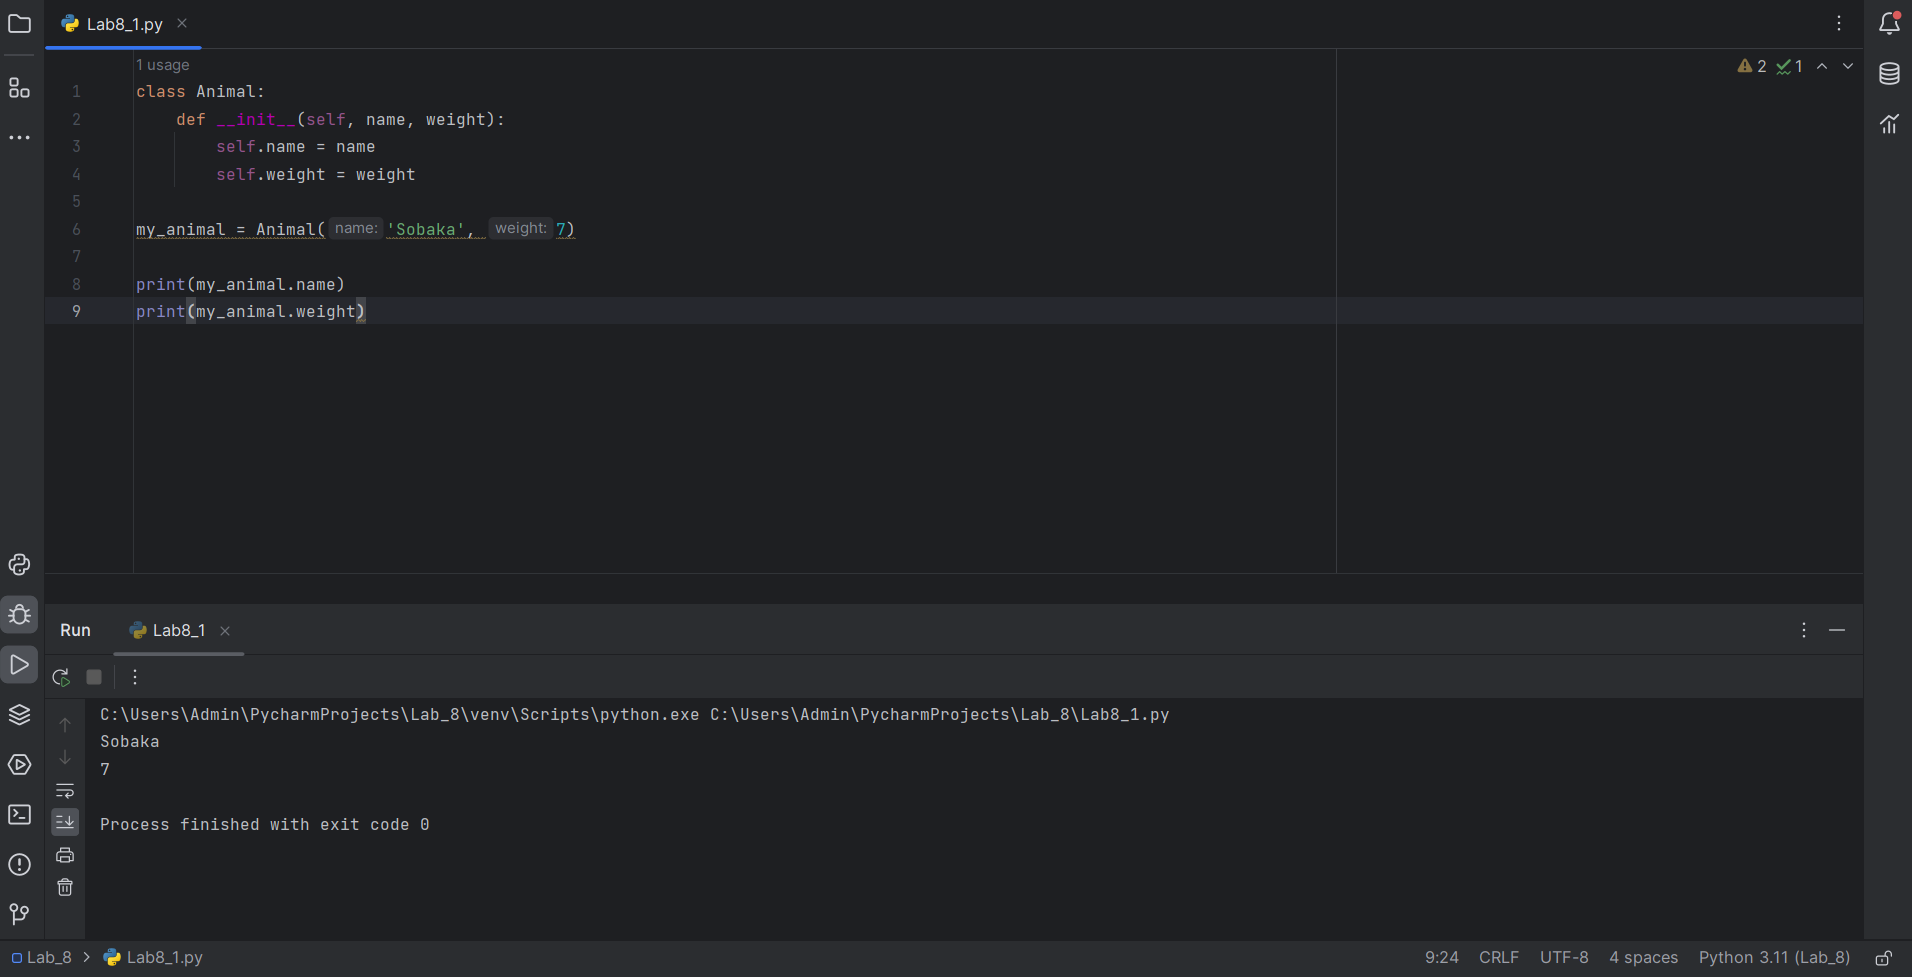 Lab8_1.py
1 usage
2 1
1 class Animal:
2 def __init__(self, name, weight):
3 self.name = name
4 self.weight = weight
5
6 my_animal = Animal( name: 'Sobaka', weight: 7)
7
8 print(my_animal.name)
9 print(my_animal.weight)
Run Lab8_1
C:\Users\Admin\PycharmProjects\Lab_8\venv\Scripts\python.exe C:\Users\Admin\PycharmProjects\Lab_8\Lab8_1.py
Sobaka
7
Process finished with exit code 0
Lab_8 > Lab8_1.py 9:24 CRLF UTF-8 4 spaces Python 3.11 (Lab_8)